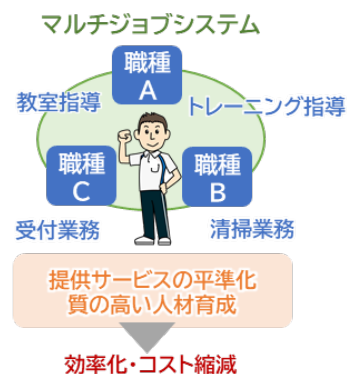 マルチジョブシステム
職種
A
教室指導
トレーニング指導
職種
C
職種
B
受付業務
清掃業務
提供サービスの平準化
質の高い人材育成
効率化・コスト縮減